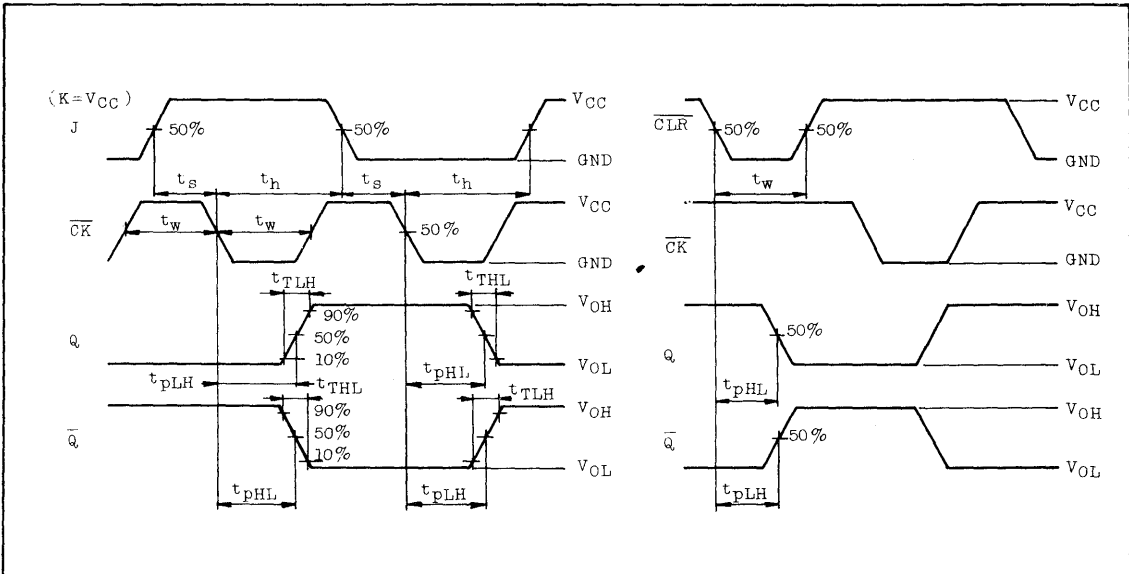 (K=VCC) VCC VCC
J 50% 50% CLR 50% 50%
GND GND
ts th ts th tw
VCC VCC
CK tw tw 50% CK
GND GND
tTLH tTHL
VOH VOH
90%
Q 50% Q 50%
10% VOL VOL
tpLH tTHL tpHL tTLH tpHL
90% VOH VOH
Q 50% Q 50%
10% VOL VOL
tpHL tpLH tpLH